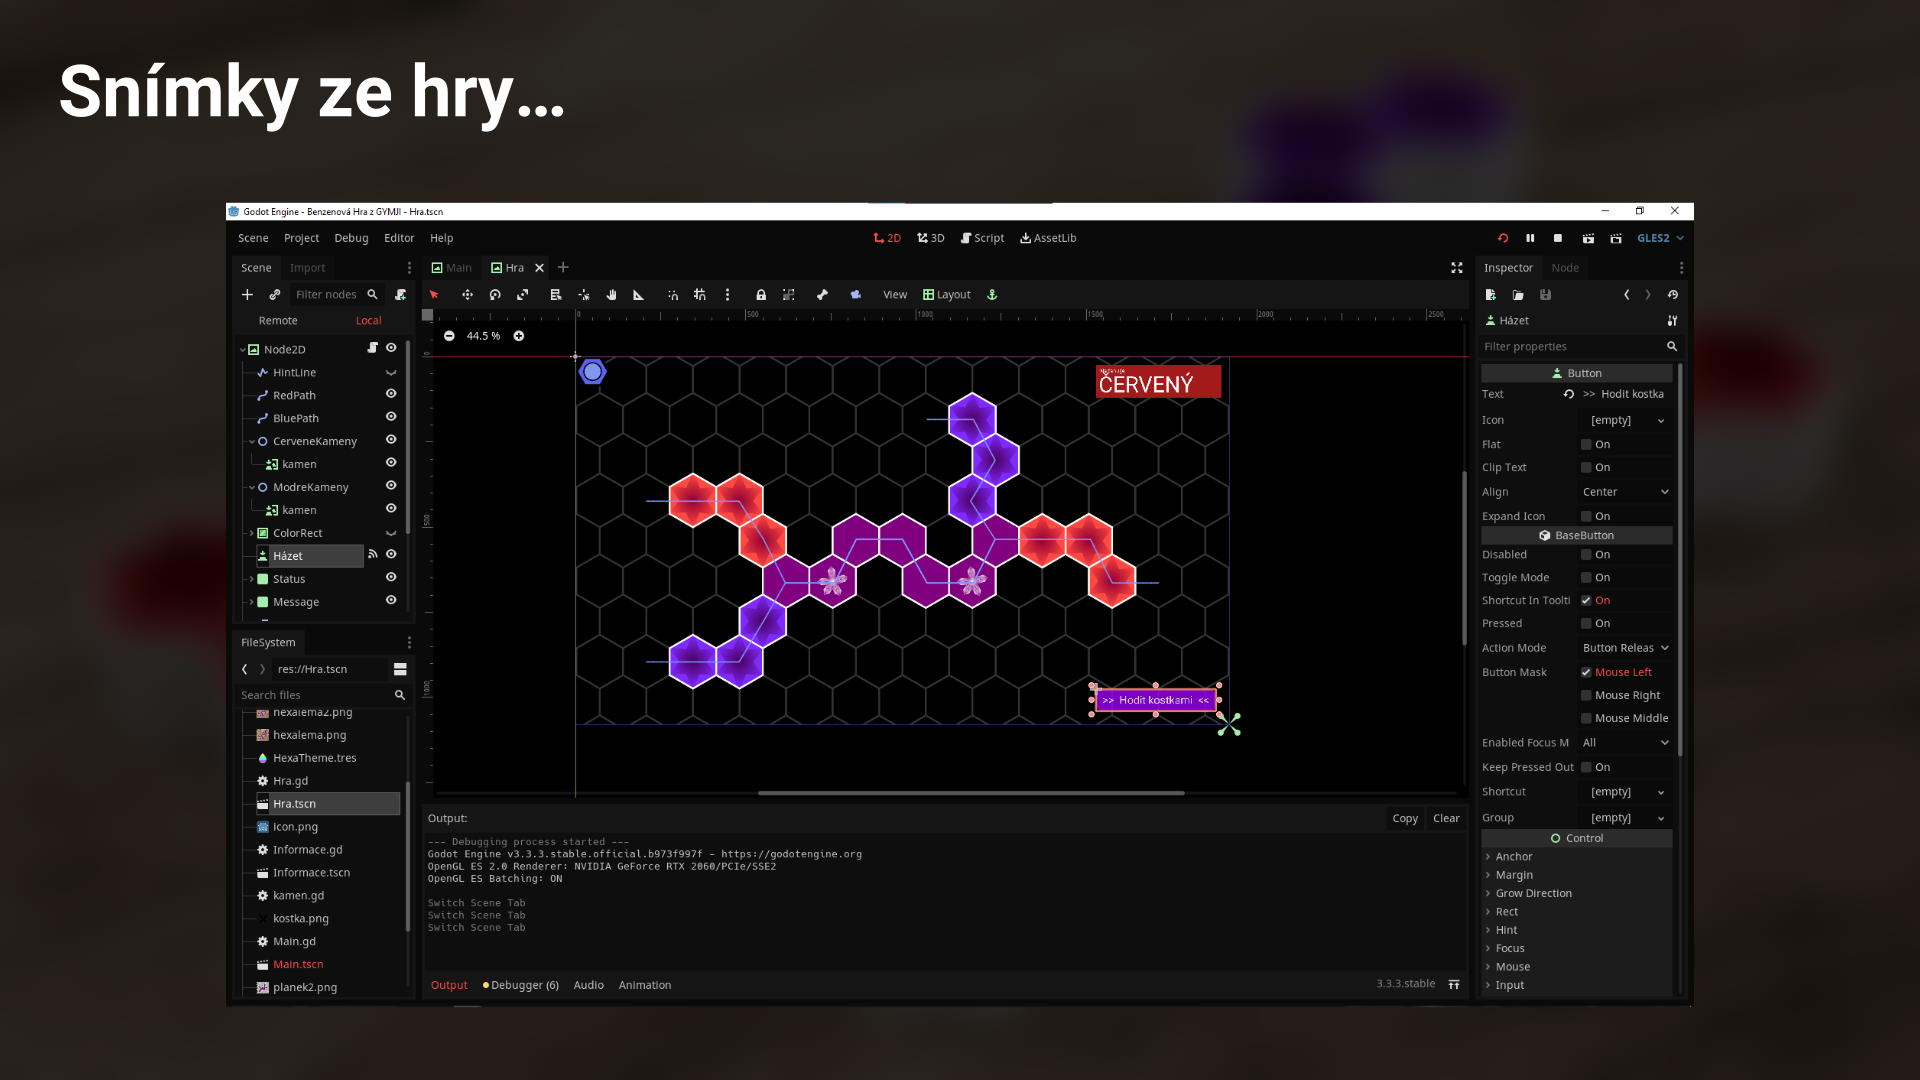 Snímky ze hry...
Godot Engine - Benzenová Hra z GYMJI - Hra.tscn
Scene Project Debug Editor Help
2D 3D Script AssetLib
GLES2
Scene Import
Main Hra
Inspector Node
Filter nodes
View Layout
Remote Local
44.5 %
0 500 1000 1500 2000 2500
0
500
1000
Node2D
HintLine
RedPath
BluePath
CerveneKameny
kamen
ModreKameny
kamen
ColorRect
Házet
Status
Message
FileSystem
res://Hra.tscn
Search files
hexalema2.png
hexalema.png
HexaTheme.tres
Hra.gd
Hra.tscn
icon.png
Informace.gd
Informace.tscn
kamen.gd
kostka.png
Main.gd
Main.tscn
planek2.png
ČERVENÝ
>> Hodit kostkami <<
Output:
Copy Clear
--- Debugging process started ---
Godot Engine v3.3.3.stable.official.b973f997f - https://godotengine.org
OpenGL ES 2.0 Renderer: NVIDIA GeForce RTX 2060/PCIe/SSE2
OpenGL ES Batching: ON
Switch Scene Tab
Switch Scene Tab
Switch Scene Tab
Output Debugger (6) Audio Animation
3.3.3.stable
Házet
Filter properties
Button
Text >> Hodit kostka
Icon [empty]
Flat On
Clip Text On
Align Center
Expand Icon On
BaseButton
Disabled On
Toggle Mode On
Shortcut In Toolti On
Pressed On
Action Mode Button Releas
Button Mask Mouse Left
Mouse Right
Mouse Middle
Enabled Focus M All
Keep Pressed Out On
Shortcut [empty]
Group [empty]
Control
Anchor
Margin
Grow Direction
Rect
Hint
Focus
Mouse
Input